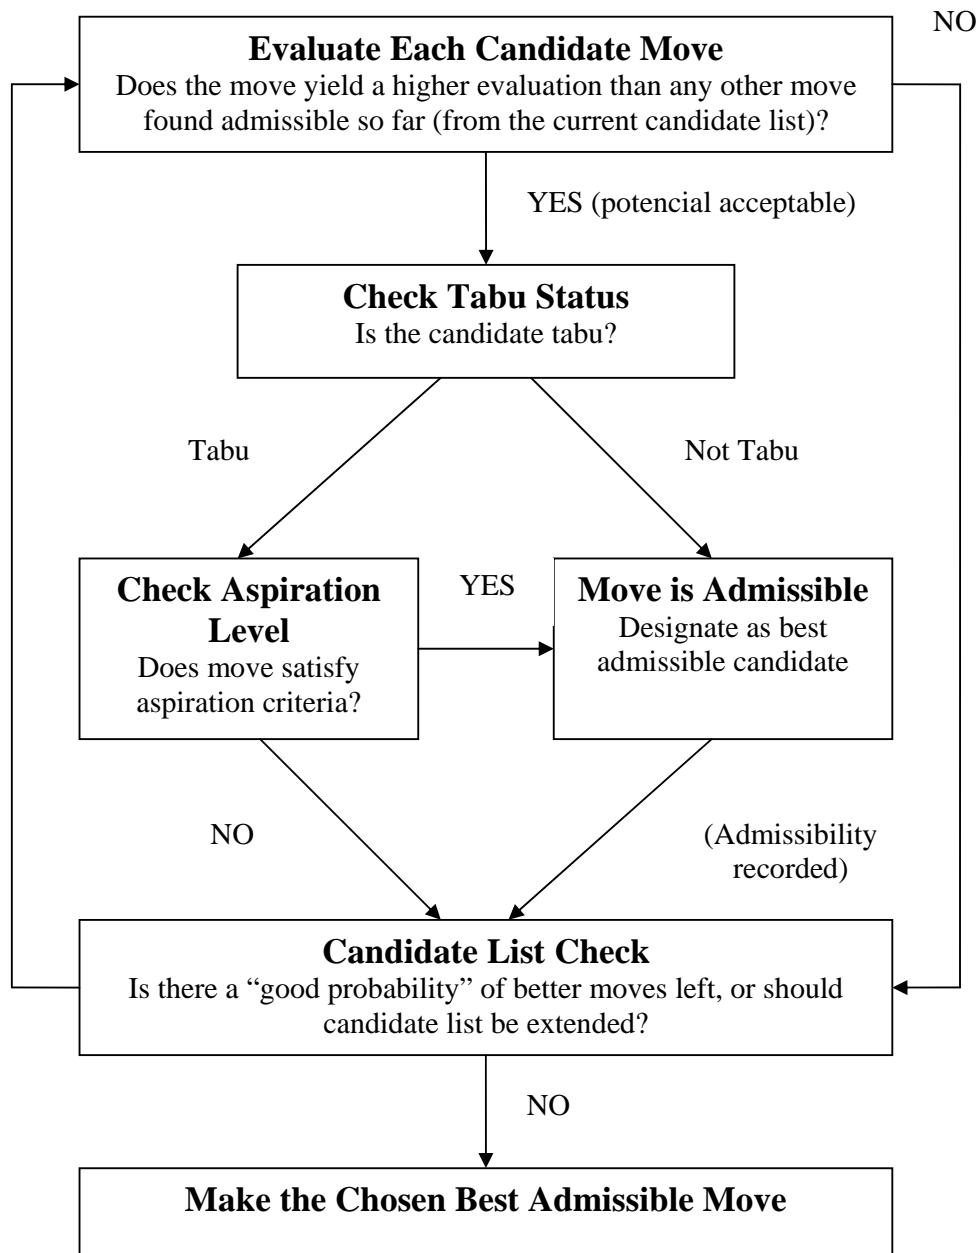 NO
Evaluate Each Candidate Move
Does the move yield a higher evaluation than any other move
found admissible so far (from the current candidate list)?
YES (potencial acceptable)
Check Tabu Status
Is the candidate tabu?
Tabu
Not Tabu
Check Aspiration
Level
Does move satisfy
aspiration criteria?
YES
Move is Admissible
Designate as best
admissible candidate
NO
(Admissibility
recorded)
Candidate List Check
Is there a “good probability” of better moves left, or should
candidate list be extended?
NO
Make the Chosen Best Admissible Move